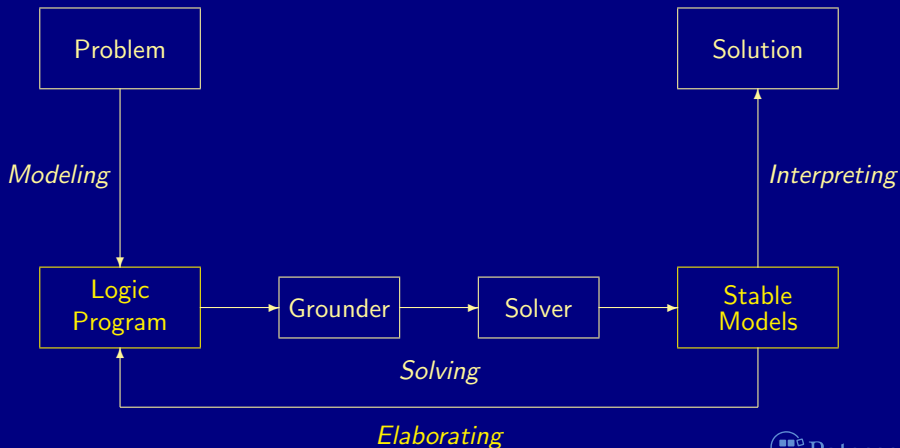 Problem
Solution
Modeling
Interpreting
Logic
Program
Grounder
Solver
Stable
Models
Solving
Elaborating